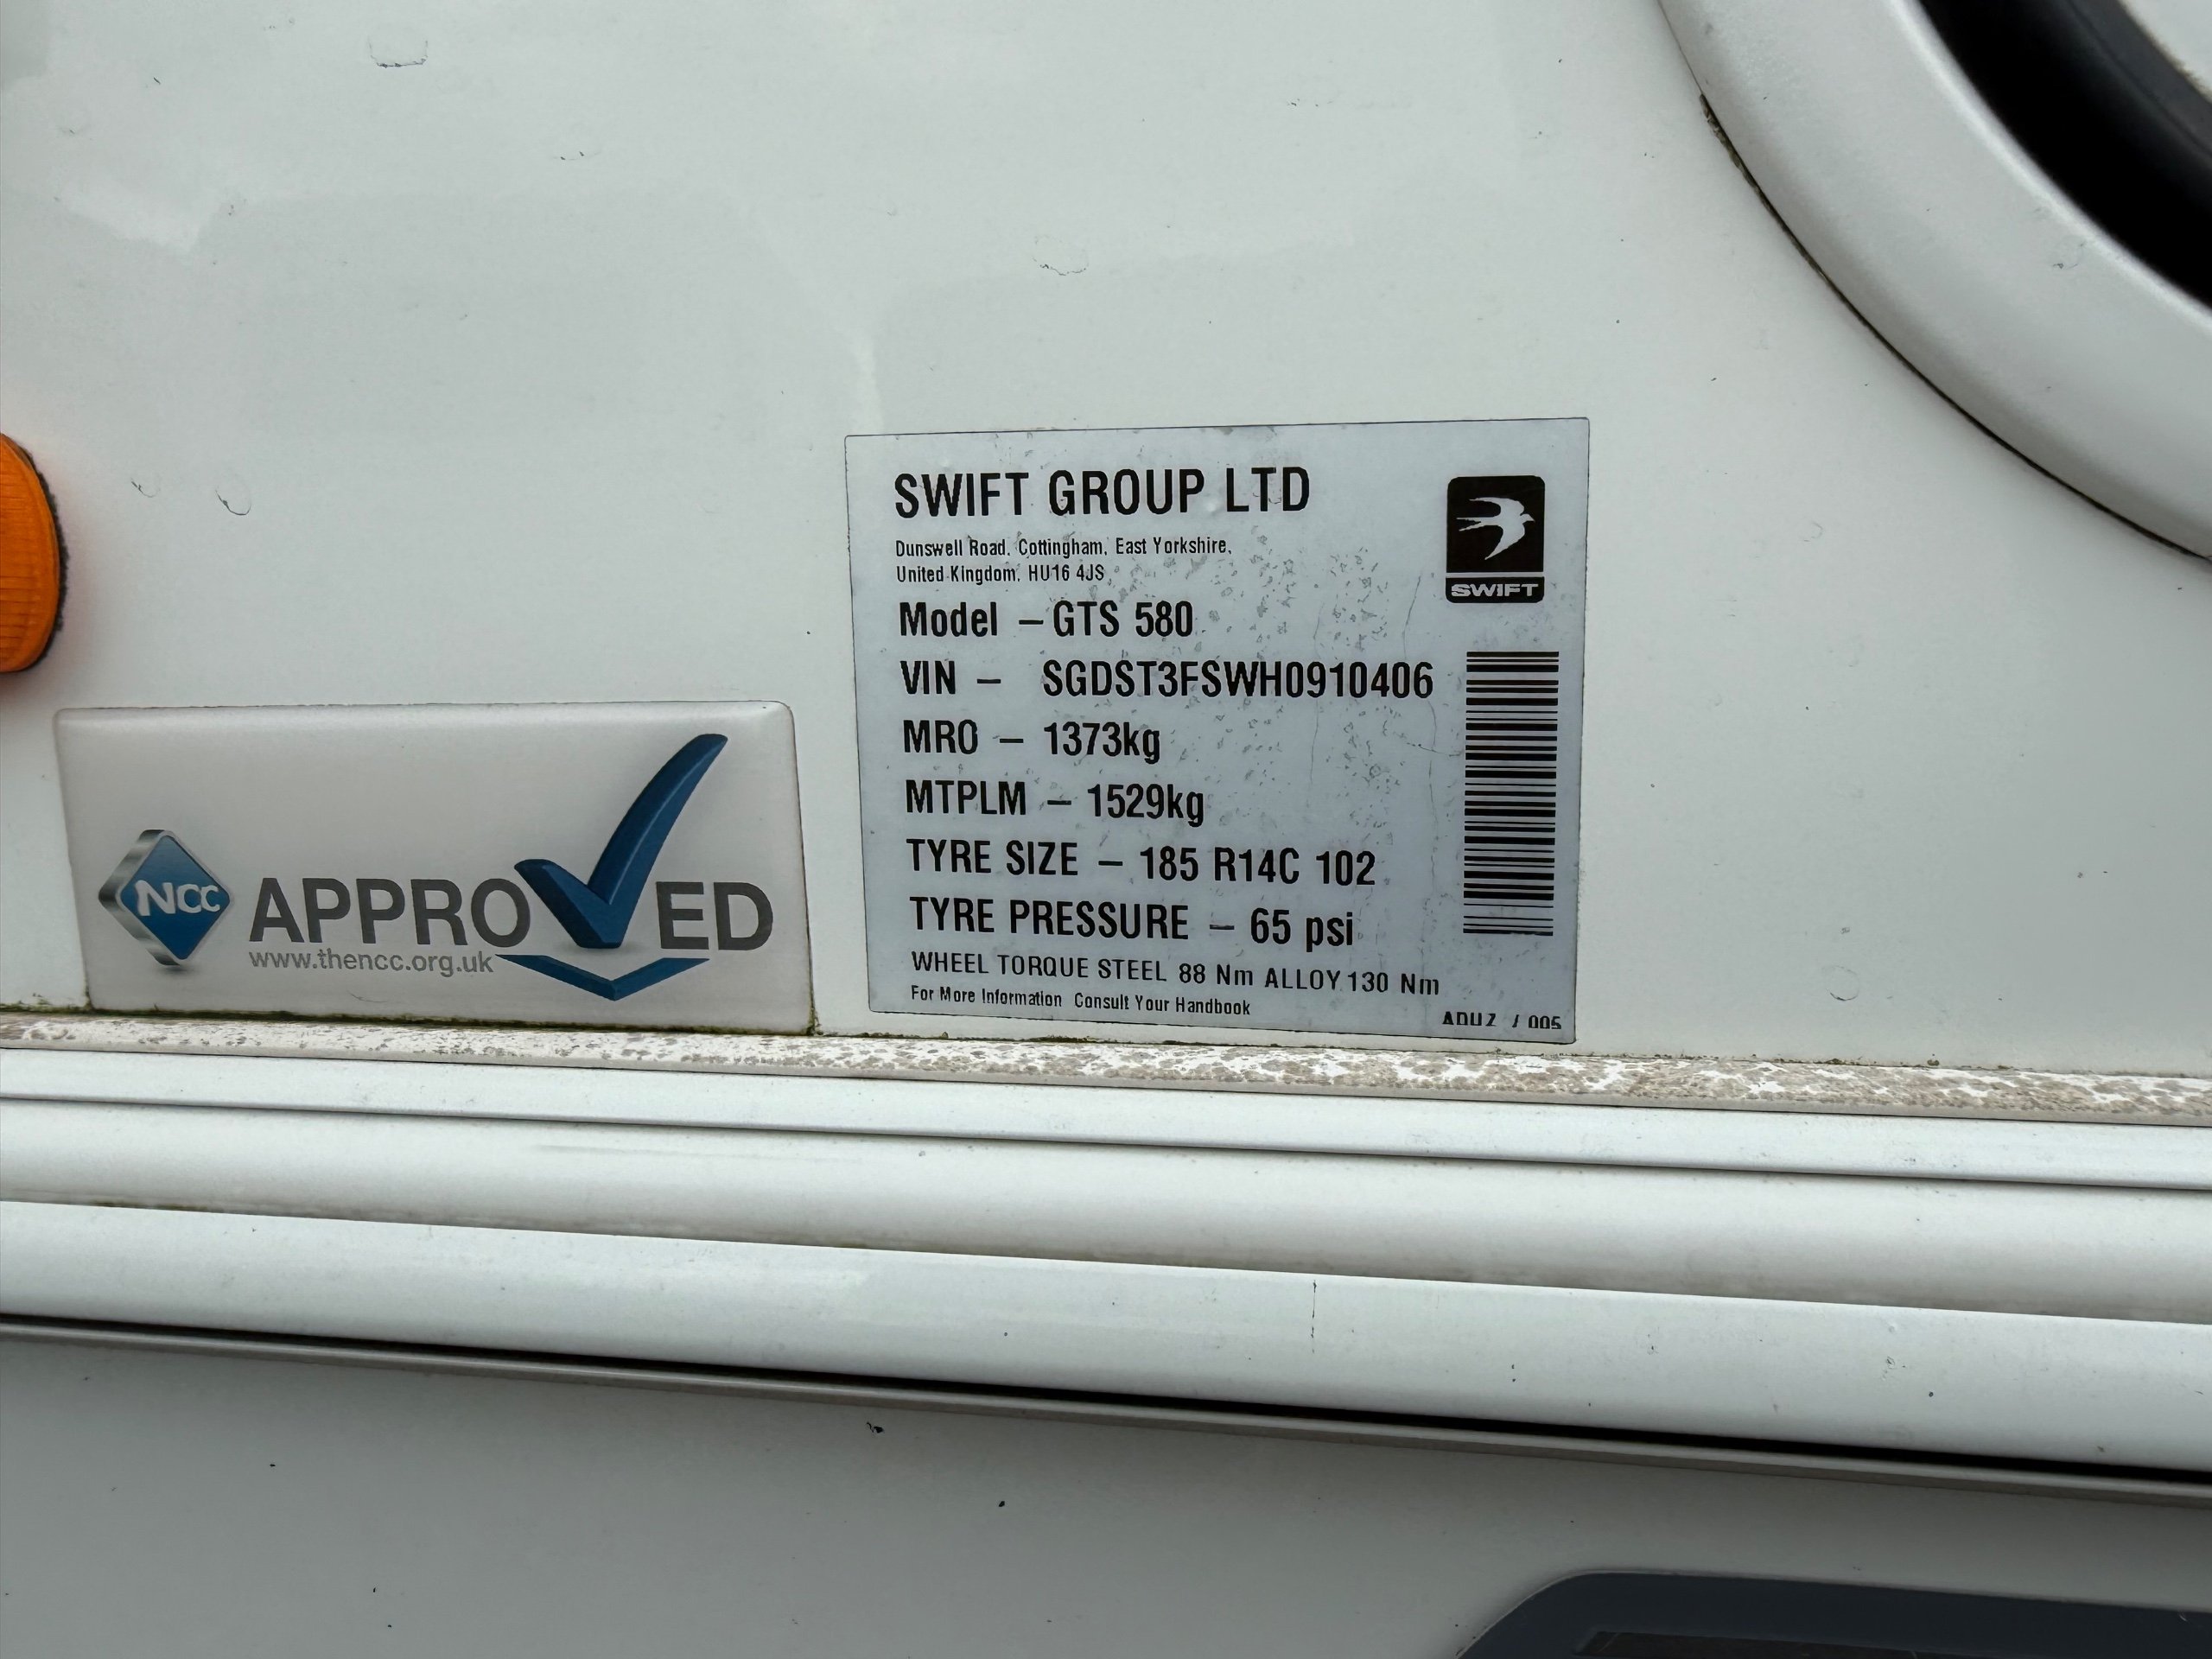 SWIFT GROUP LTD
Dunswell Road, Cottingham, East Yorkshire,
United Kingdom, HU16 4JS
SWIFT
Model – GTS 580
VIN – SGDST3FSWH0910406
MRO – 1373kg
MTPLM – 1529kg
TYRE SIZE – 185 R14C 102
TYRE PRESSURE – 65 psi
WHEEL TORQUE STEEL 88 Nm ALLOY 130 Nm
For More Information Consult Your Handbook
NCC APPROVED
www.thencc.org.uk